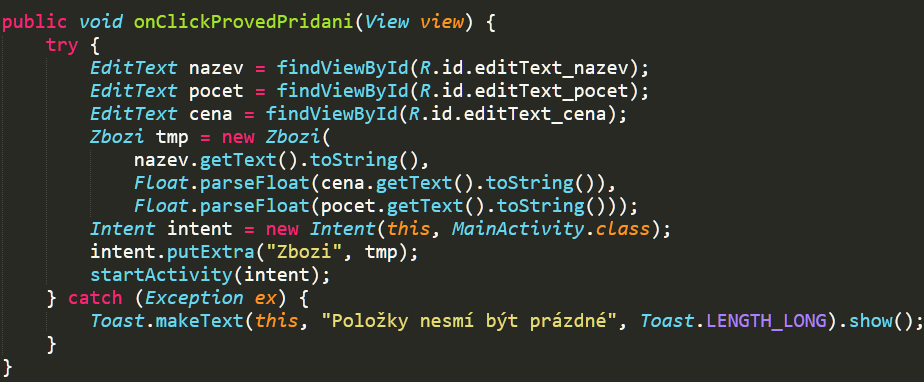 public void onClickProvedPridani(View view) {
    try {
        EditText nazev = findViewById(R.id.editText_nazev);
        EditText pocet = findViewById(R.id.editText_pocet);
        EditText cena = findViewById(R.id.editText_cena);
        Zbozi tmp = new Zbozi(
            nazev.getText().toString(),
            Float.parseFloat(cena.getText().toString()),
            Float.parseFloat(pocet.getText().toString()));
        Intent intent = new Intent(this, MainActivity.class);
        intent.putExtra("Zbozi", tmp);
        startActivity(intent);
    } catch (Exception ex) {
        Toast.makeText(this, "Položky nesmí být prázdné", Toast.LENGTH_LONG).show();
    }
}